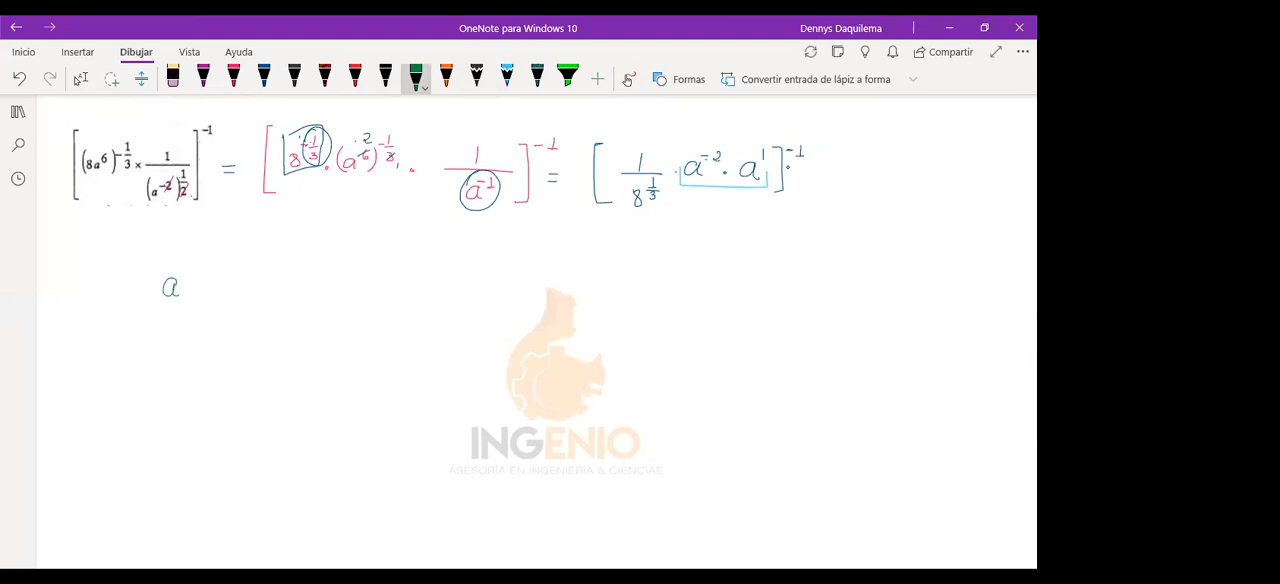 OneNote para Windows 10
Dennys Daquilema
Inicio Insertar Dibujar Vista Ayuda
Compartir
Formas
Convertir entrada de lápiz a forma
[(8a⁶)^(-1/3) × 1/(a⁻²)^(1/2)]⁻¹ = [8^(-1/3) · (a⁶)^(-1/3) · 1/a⁻¹]⁻¹ = [1/8^(1/3) · a⁻² · a¹]⁻¹
a
INGENIO
ASESORÍA EN INGENIERÍA & CIENCIAS